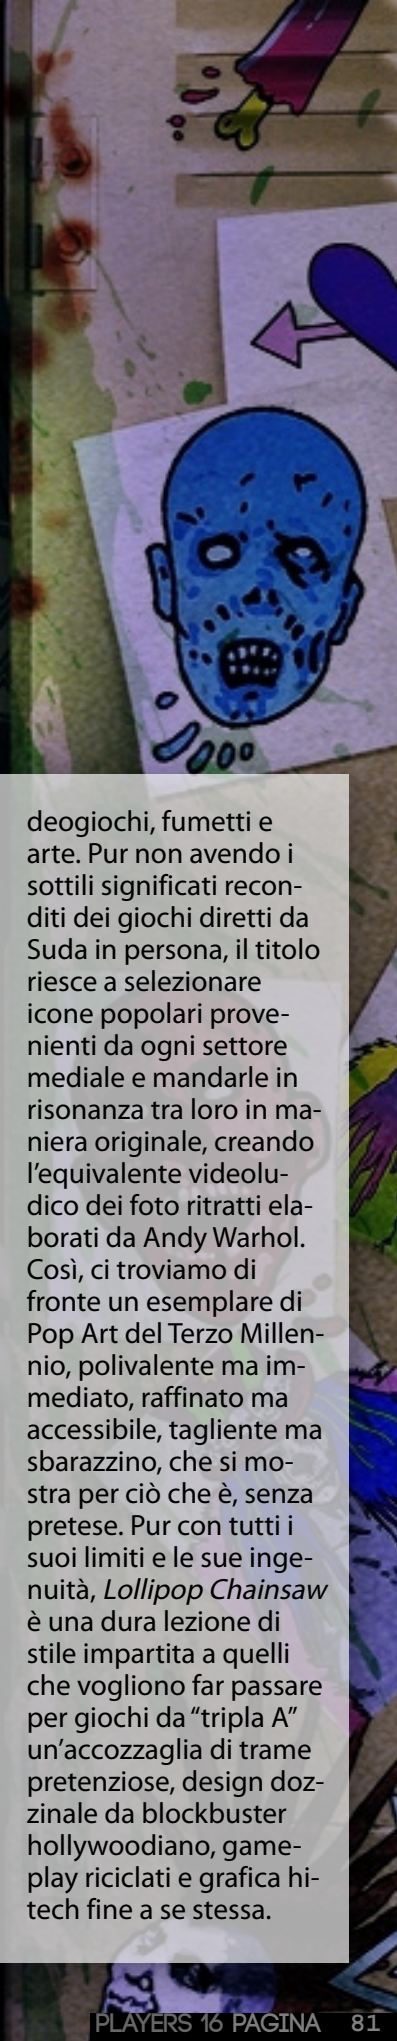 deogiochi, fumetti e
arte. Pur non avendo i
sottili significati recon-
diti dei giochi diretti da
Suda in persona, il titolo
riesce a selezionare
icone popolari prove-
nienti da ogni settore
mediale e mandarle in
risonanza tra loro in ma-
niera originale, creando
l’equivalente videolu-
dico dei foto ritratti ela-
borati da Andy Warhol.
Così, ci troviamo di
fronte un esemplare di
Pop Art del Terzo Millen-
nio, polivalente ma im-
mediato, raffinato ma
accessibile, tagliente ma
sbarazzino, che si mo-
stra per ciò che è, senza
pretese. Pur con tutti i
suoi limiti e le sue inge-
nuità, Lollipop Chainsaw
è una dura lezione di
stile impartita a quelli
che vogliono far passare
per giochi da “tripla A”
un’accozzaglia di trame
pretenziose, design doz-
zinale da blockbuster
hollywoodiano, game-
play riciclati e grafica hi-
tech fine a se stessa.
PLAYERS 16 PAGINA 81